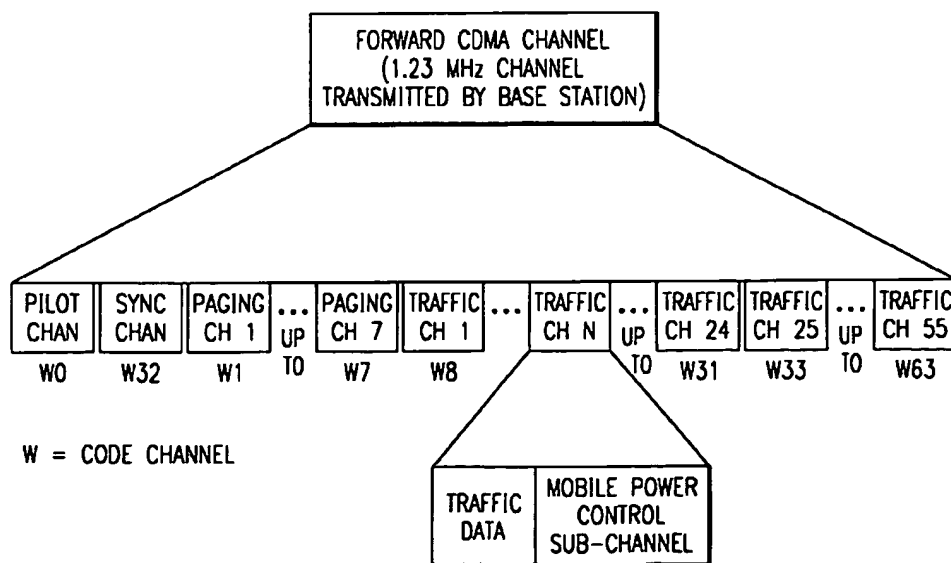 FORWARD CDMA CHANNEL
(1.23 MHz CHANNEL
TRANSMITTED BY BASE STATION)
PILOT CHAN
SYNC CHAN
PAGING CH 1
... UP TO
PAGING CH 7
TRAFFIC CH 1
...
TRAFFIC CH N
... UP TO
TRAFFIC CH 24
TRAFFIC CH 25
... UP TO
TRAFFIC CH 55
W0 W32 W1 W7 W8 W31 W33 W63
W = CODE CHANNEL
TRAFFIC
DATA
MOBILE POWER
CONTROL
SUB-CHANNEL